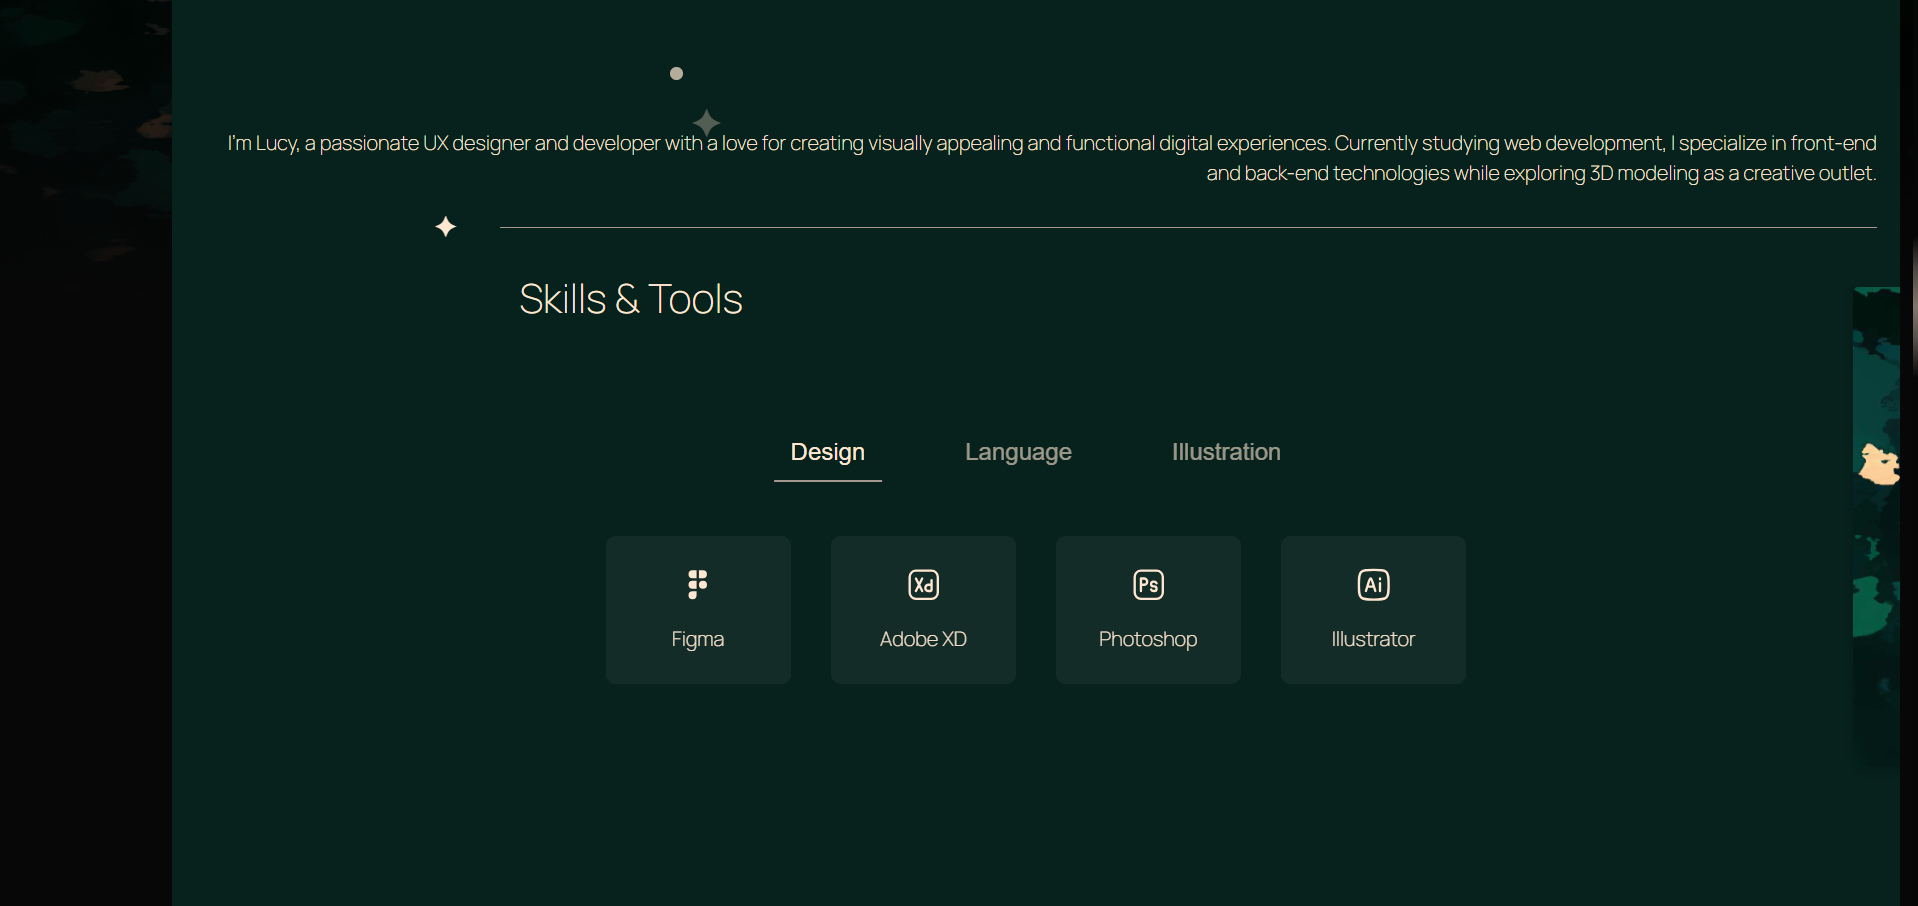 I'm Lucy, a passionate UX designer and developer with a love for creating visually appealing and functional digital experiences. Currently studying web development, I specialize in front-end
and back-end technologies while exploring 3D modeling as a creative outlet.
Skills & Tools
Design Language Illustration
Xd Ps Ai
Figma Adobe XD Photoshop Illustrator